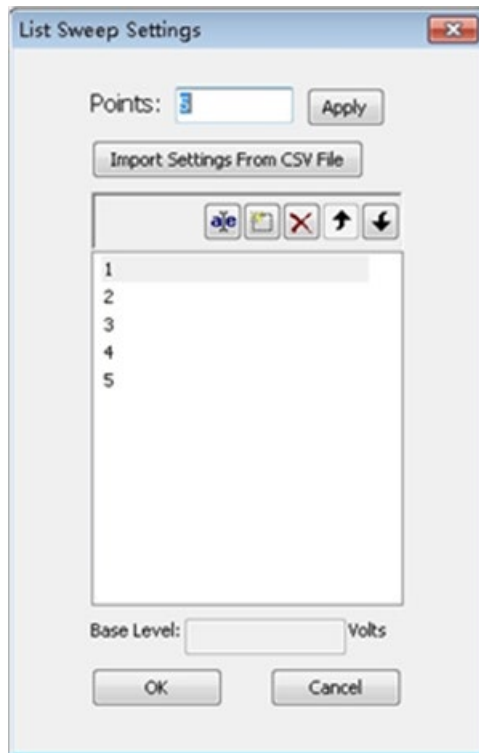 List Sweep Settings
Points: 5 Apply
Import Settings From CSV File
a|e
1
2
3
4
5
Base Level: Volts
OK Cancel